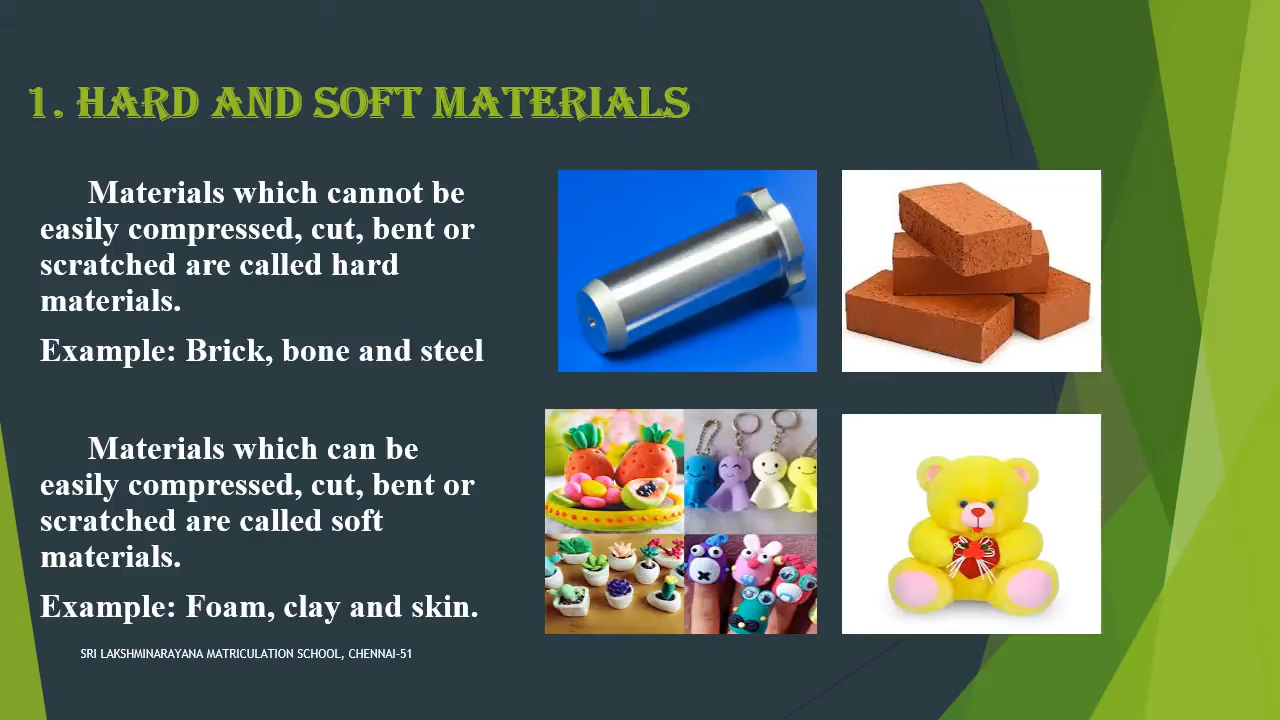 1. HARD AND SOFT MATERIALS
Materials which cannot be
easily compressed, cut, bent or
scratched are called hard
materials.
Example: Brick, bone and steel
Materials which can be
easily compressed, cut, bent or
scratched are called soft
materials.
Example: Foam, clay and skin.
SRI LAKSHMINARAYANA MATRICULATION SCHOOL, CHENNAI-51